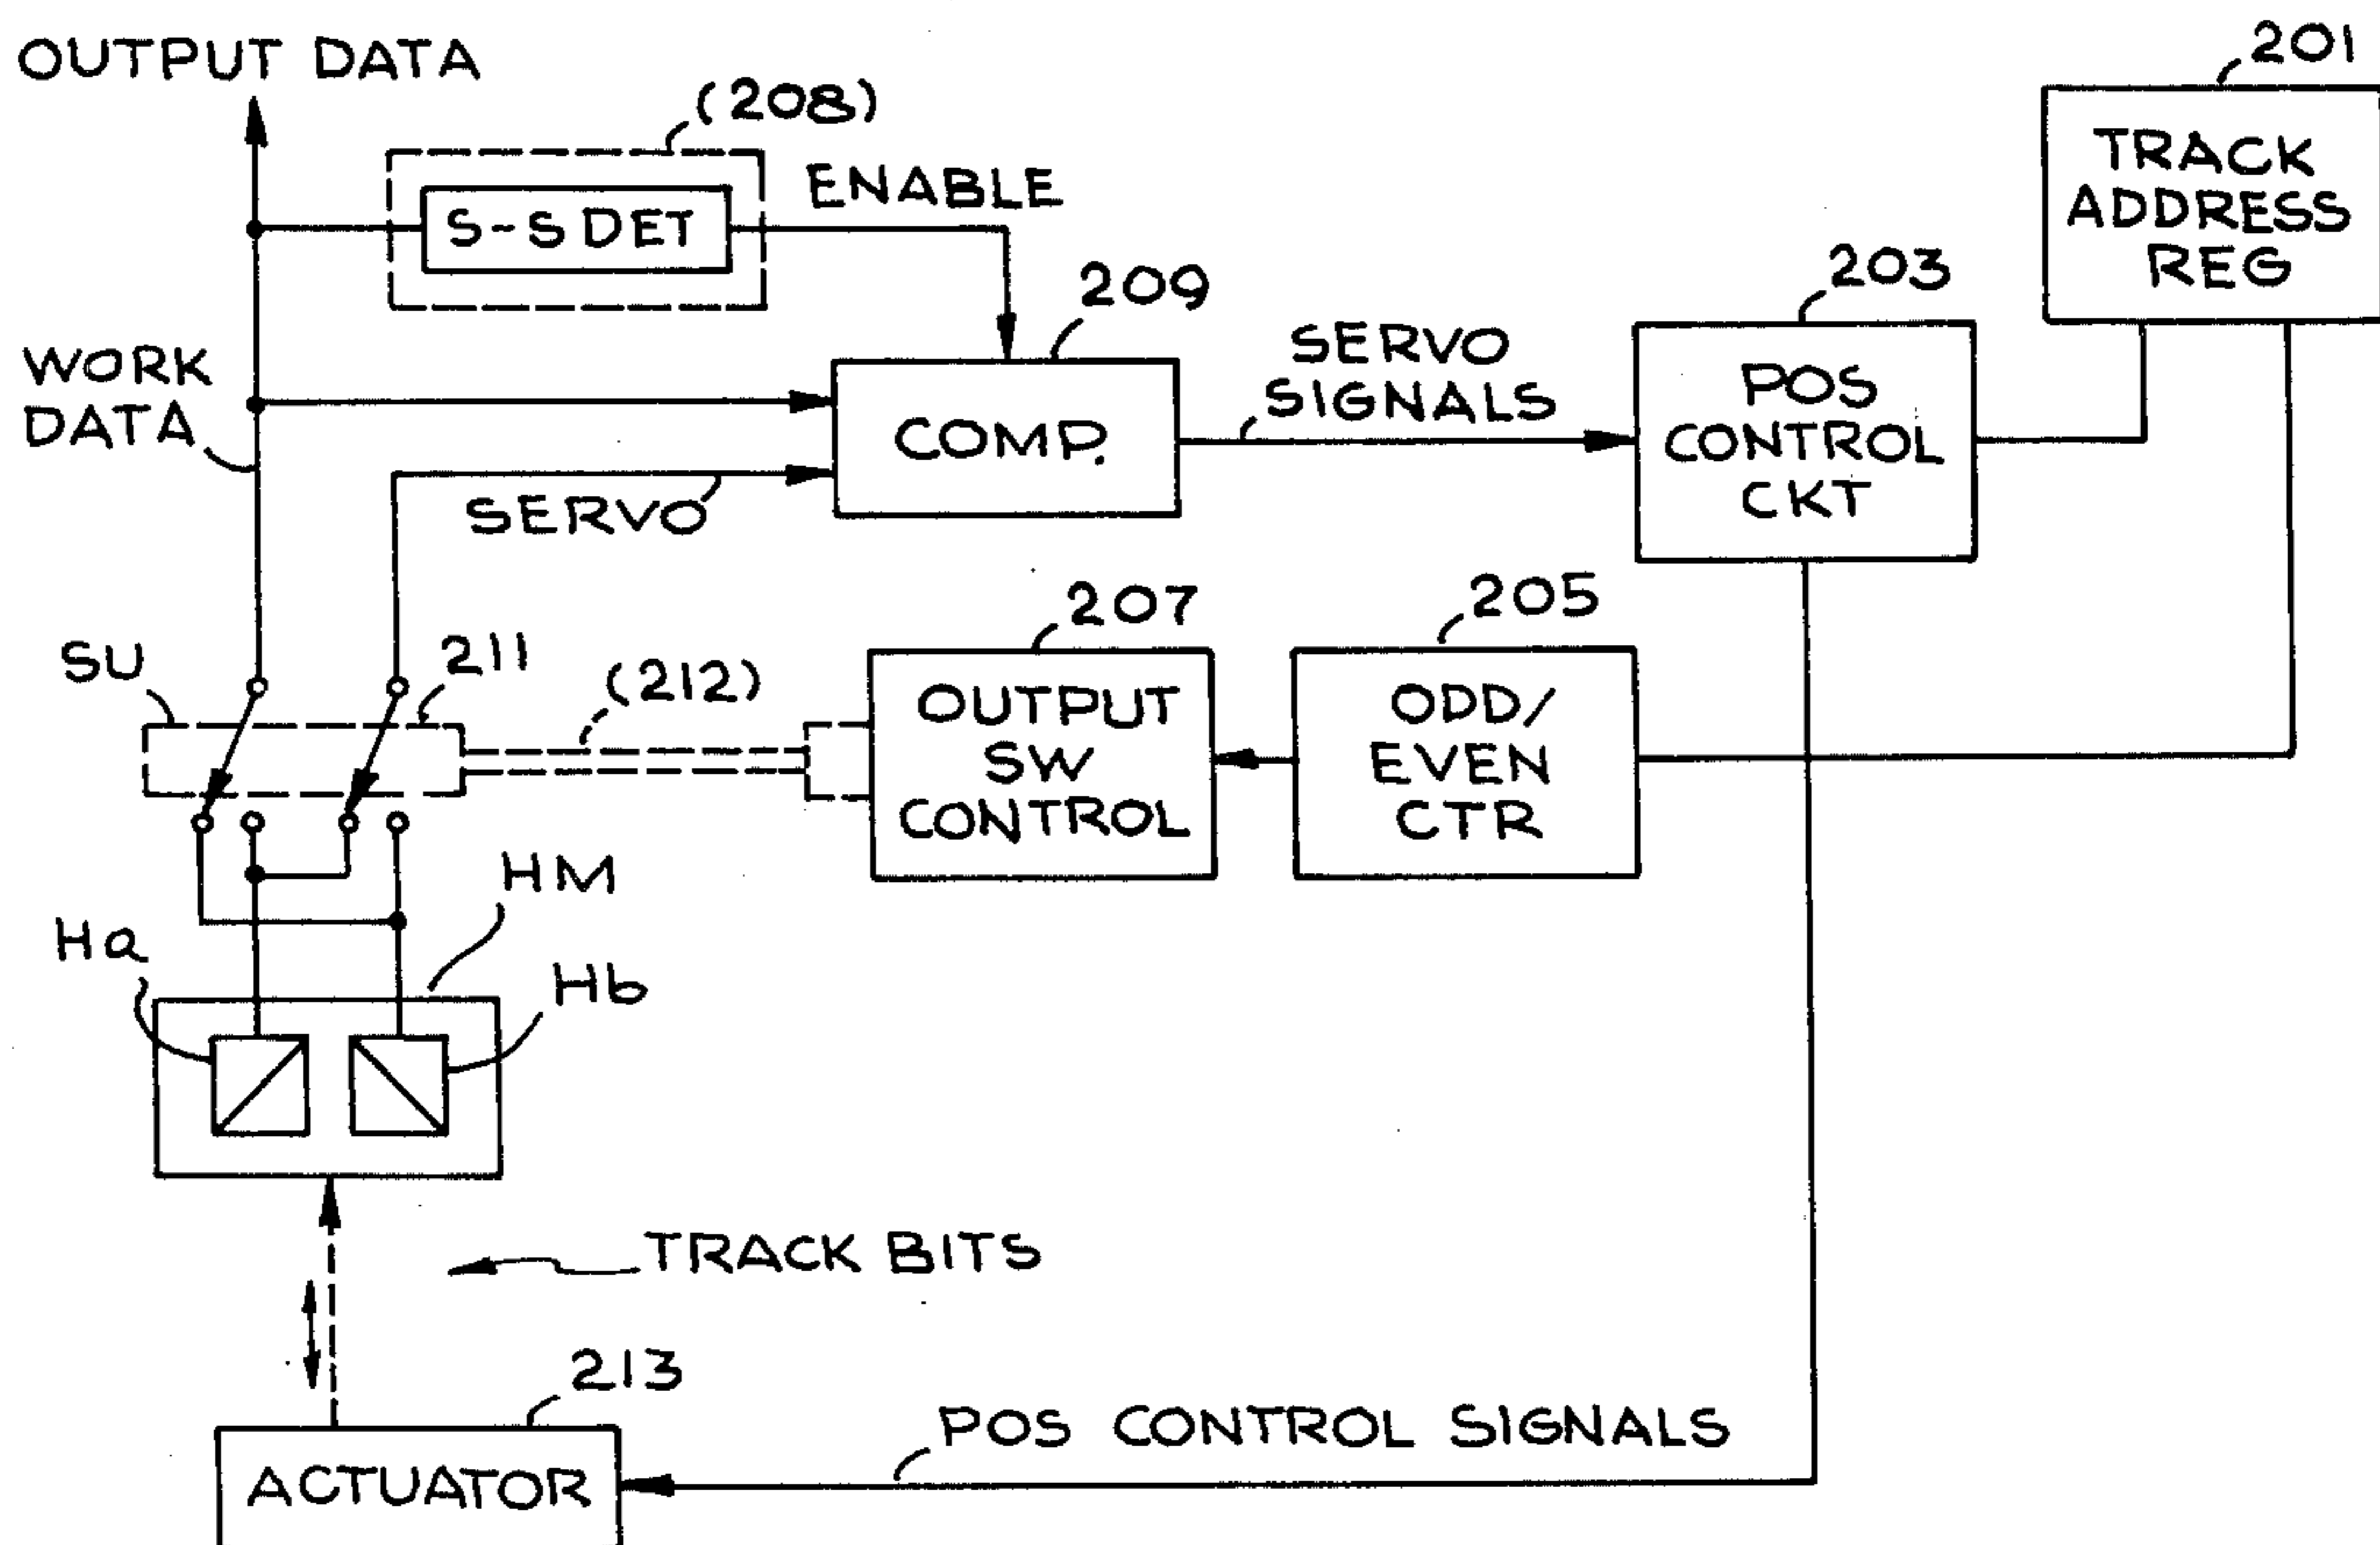 OUTPUT DATA
(208)
S-S DET
ENABLE
201
TRACK
ADDRESS
REG
WORK
DATA
209
COMP.
SERVO
SERVO
SIGNALS
203
POS
CONTROL
CKT
SU
211
(212)
207
OUTPUT
SW
CONTROL
205
ODD/
EVEN
CTR
HM
Ha
Hb
TRACK BITS
213
ACTUATOR
POS CONTROL SIGNALS